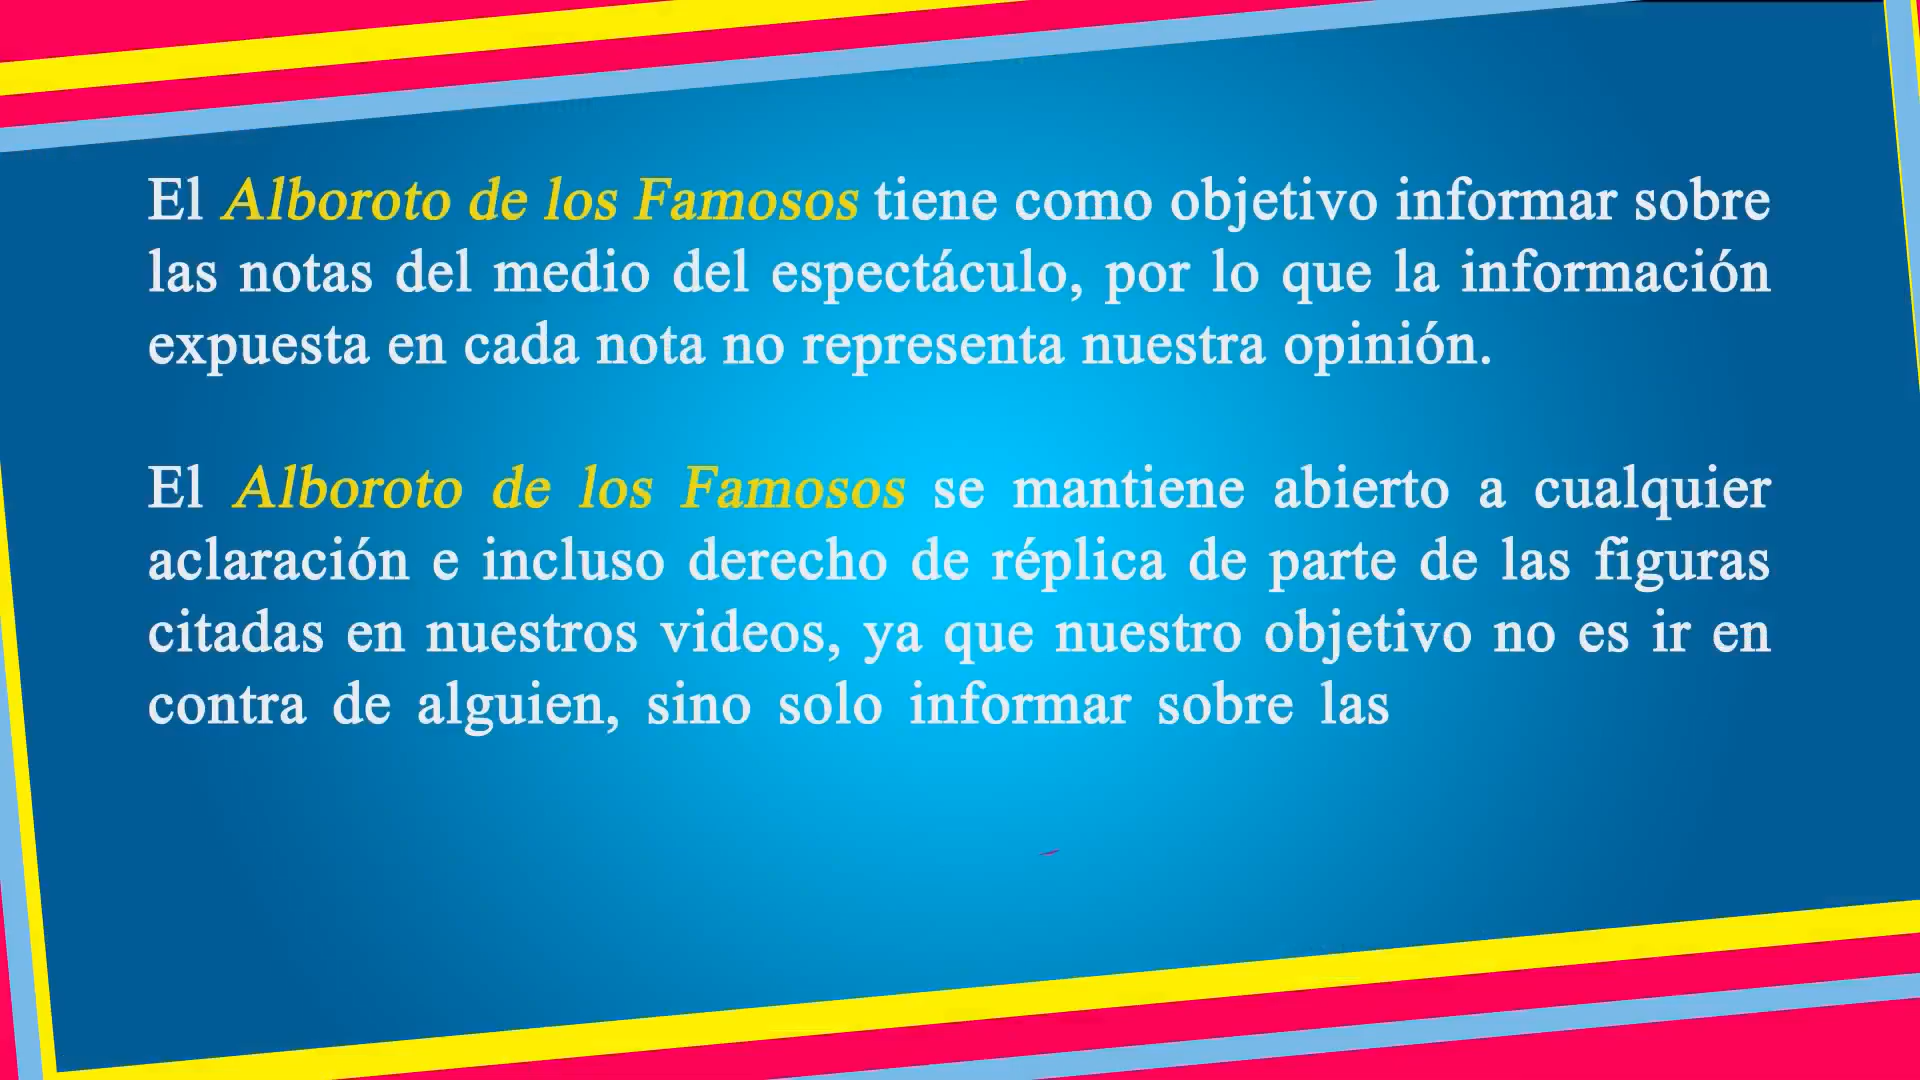 El Alboroto de los Famosos tiene como objetivo informar sobre
las notas del medio del espectáculo, por lo que la información
expuesta en cada nota no representa nuestra opinión.
El Alboroto de los Famosos se mantiene abierto a cualquier
aclaración e incluso derecho de réplica de parte de las figuras
citadas en nuestros videos, ya que nuestro objetivo no es ir en
contra de alguien, sino solo informar sobre las